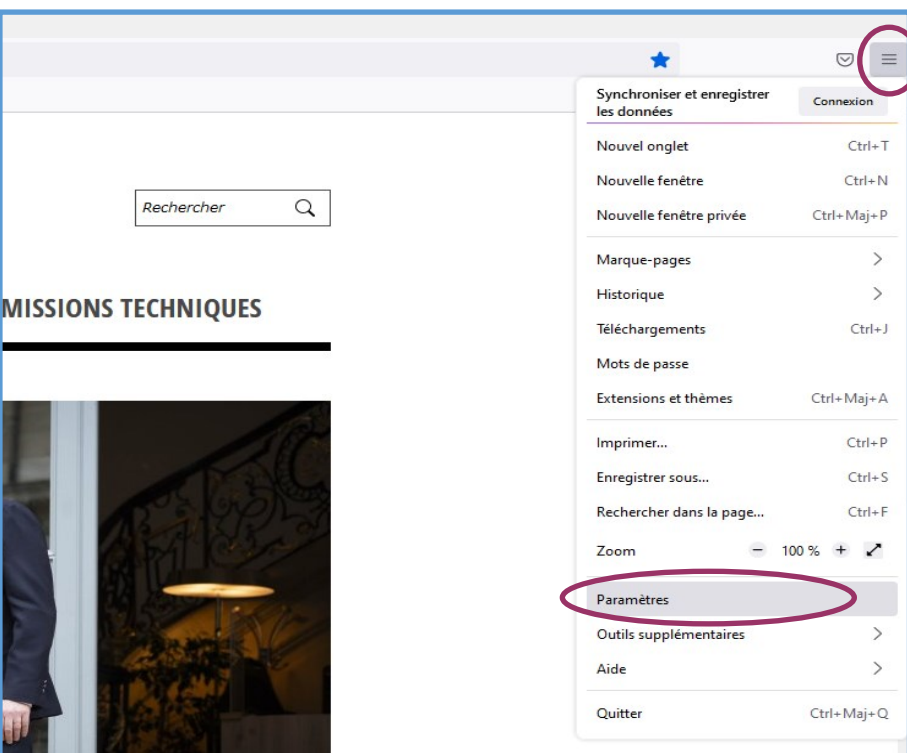 Synchroniser et enregistrer
les données
Connexion
Nouvel onglet Ctrl+T
Nouvelle fenêtre Ctrl+N
Nouvelle fenêtre privée Ctrl+Maj+P
Rechercher
Marque-pages
Historique
MISSIONS TECHNIQUES
Téléchargements Ctrl+J
Mots de passe
Extensions et thèmes Ctrl+Maj+A
Imprimer... Ctrl+P
Enregistrer sous... Ctrl+S
Rechercher dans la page... Ctrl+F
Zoom − 100 % +
Paramètres
Outils supplémentaires
Aide
Quitter Ctrl+Maj+Q